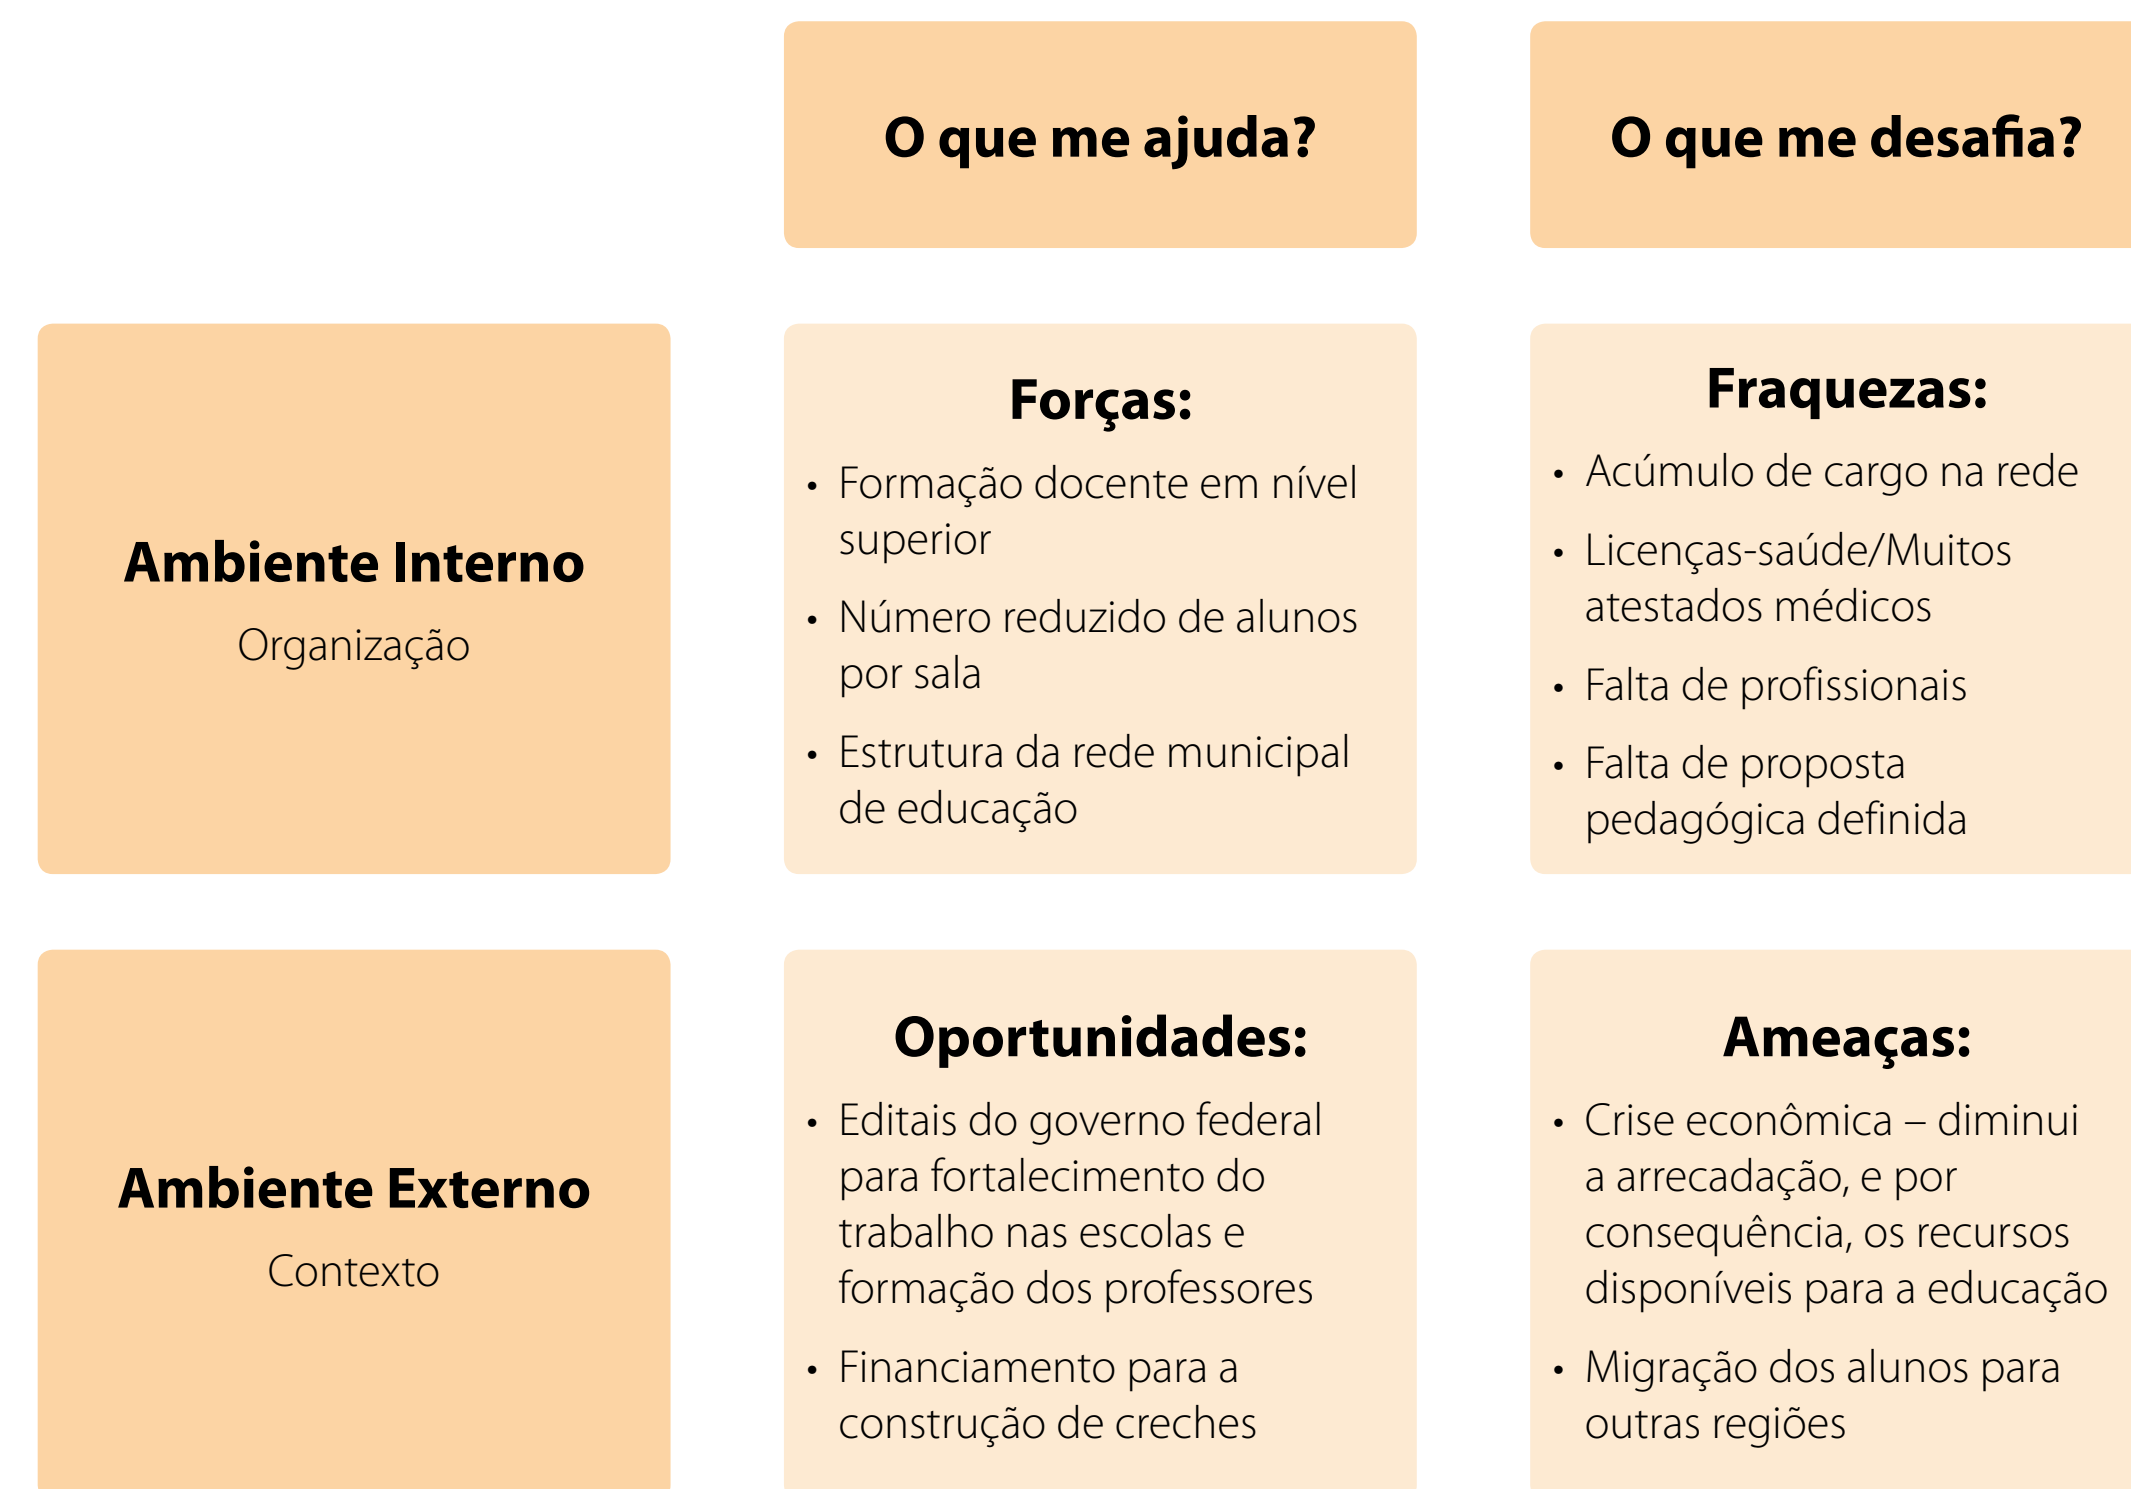 O que me ajuda?
O que me desafia?
Ambiente Interno
Organização
Forças:
• Formação docente em nível
superior
• Número reduzido de alunos
por sala
• Estrutura da rede municipal
de educação
Fraquezas:
• Acúmulo de cargo na rede
• Licenças-saúde/Muitos
atestados médicos
• Falta de profissionais
• Falta de proposta
pedagógica definida
Ambiente Externo
Contexto
Oportunidades:
• Editais do governo federal
para fortalecimento do
trabalho nas escolas e
formação dos professores
• Financiamento para a
construção de creches
Ameaças:
• Crise econômica – diminui
a arrecadação, e por
consequência, os recursos
disponíveis para a educação
• Migração dos alunos para
outras regiões